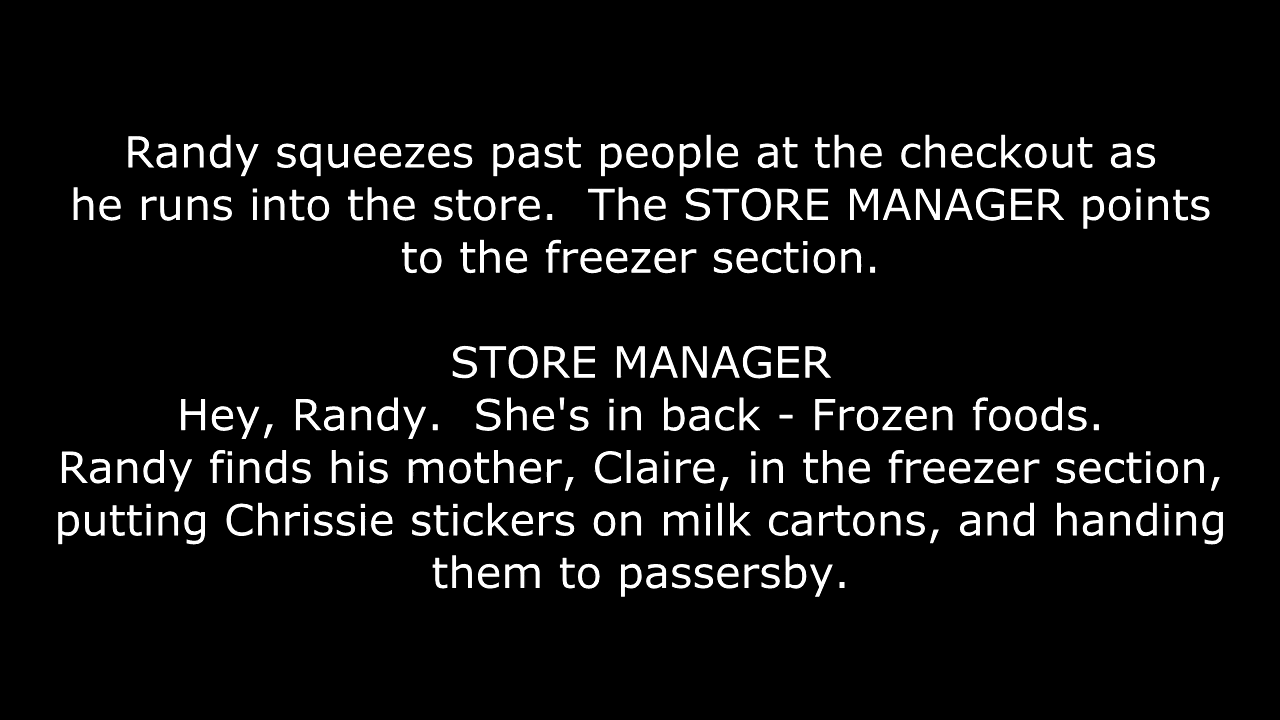 Randy squeezes past people at the checkout as
he runs into the store.  The STORE MANAGER points
to the freezer section.

STORE MANAGER
Hey, Randy.  She's in back - Frozen foods.
Randy finds his mother, Claire, in the freezer section,
putting Chrissie stickers on milk cartons, and handing
them to passersby.